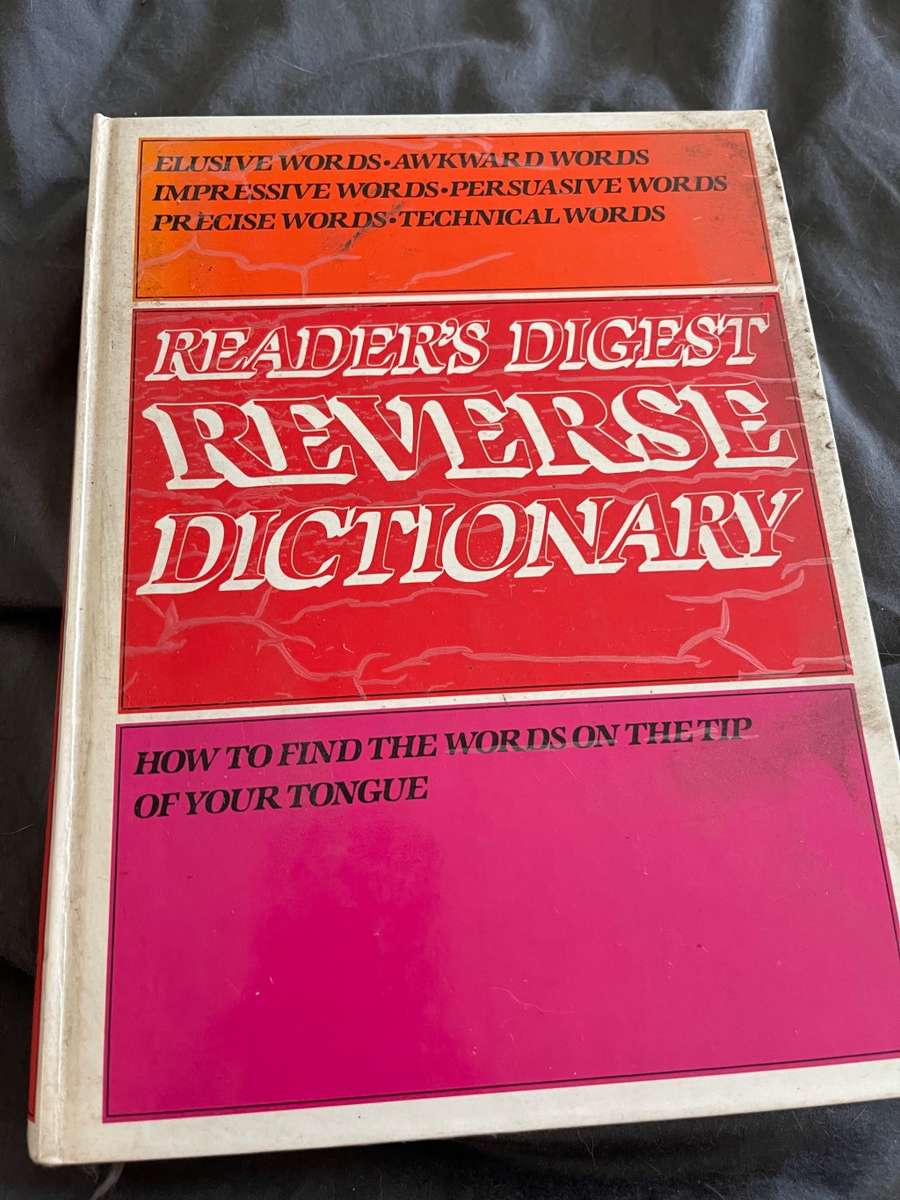 ELUSIVE WORDS•AWKWARD WORDS
IMPRESSIVE WORDS•PERSUASIVE WORDS
PRECISE WORDS•TECHNICAL WORDS
READER'S DIGEST
REVERSE
DICTIONARY
HOW TO FIND THE WORDS ON THE TIP
OF YOUR TONGUE